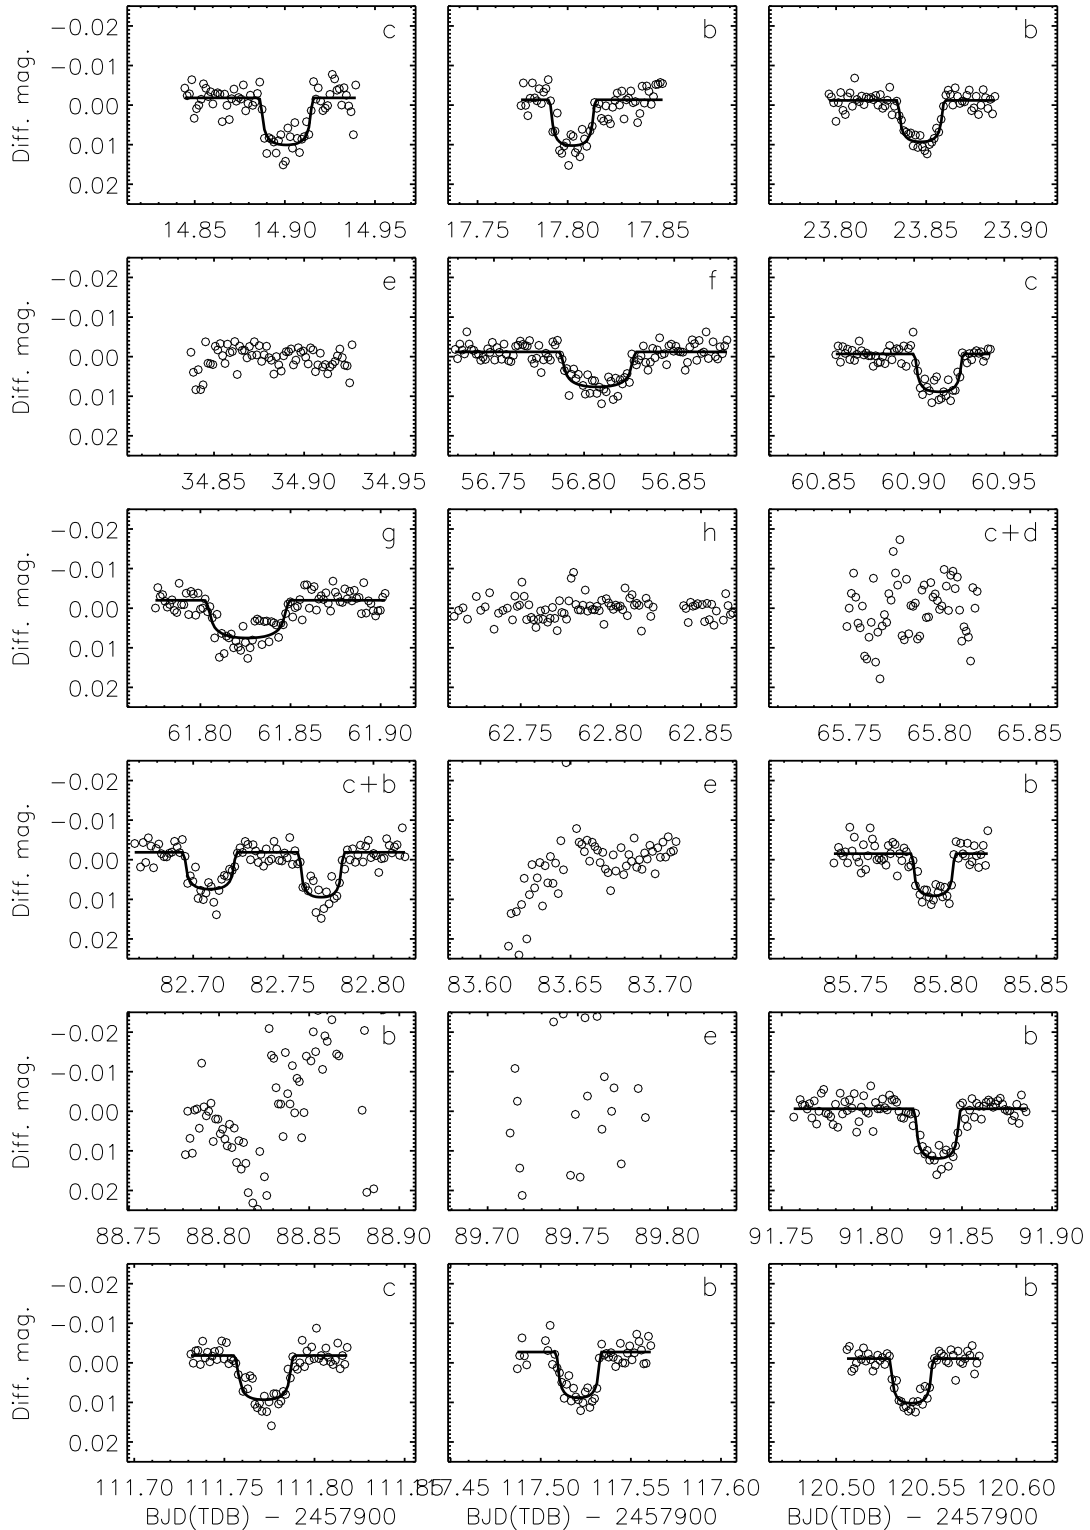 c b b
Diff. mag. −0.02 −0.01 0.00 0.01 0.02
14.85 14.90 14.95 17.75 17.80 17.85 23.80 23.85 23.90
e f c
Diff. mag. −0.02 −0.01 0.00 0.01 0.02
34.85 34.90 34.95 56.75 56.80 56.85 60.85 60.90 60.95
g h c+d
Diff. mag. −0.02 −0.01 0.00 0.01 0.02
61.80 61.85 61.90 62.75 62.80 62.85 65.75 65.80 65.85
c+b e b
Diff. mag. −0.02 −0.01 0.00 0.01 0.02
82.70 82.75 82.80 83.60 83.65 83.70 85.75 85.80 85.85
b e b
Diff. mag. −0.02 −0.01 0.00 0.01 0.02
88.75 88.80 88.85 88.90 89.70 89.75 89.80 91.75 91.80 91.85 91.90
c b b
Diff. mag. −0.02 −0.01 0.00 0.01 0.02
111.70 111.75 111.80 117.50 117.55 117.60 120.50 120.55 120.60
BJD(TDB) − 2457900 BJD(TDB) − 2457900 BJD(TDB) − 2457900